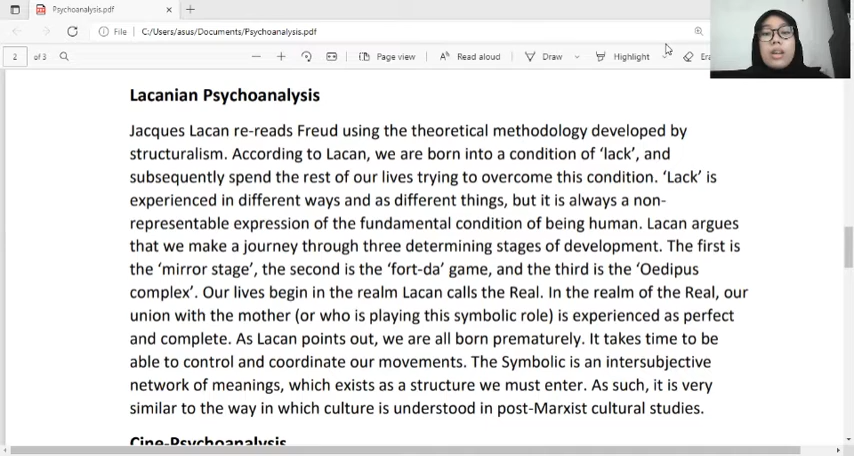 Psychoanalysis.pdf
File C:/Users/asus/Documents/Psychoanalysis.pdf
2 of 3 Page view Read aloud Draw Highlight Era
Lacanian Psychoanalysis
Jacques Lacan re-reads Freud using the theoretical methodology developed by
structuralism. According to Lacan, we are born into a condition of ‘lack’, and
subsequently spend the rest of our lives trying to overcome this condition. ‘Lack’ is
experienced in different ways and as different things, but it is always a non-
representable expression of the fundamental condition of being human. Lacan argues
that we make a journey through three determining stages of development. The first is
the ‘mirror stage’, the second is the ‘fort-da’ game, and the third is the ‘Oedipus
complex’. Our lives begin in the realm Lacan calls the Real. In the realm of the Real, our
union with the mother (or who is playing this symbolic role) is experienced as perfect
and complete. As Lacan points out, we are all born prematurely. It takes time to be
able to control and coordinate our movements. The Symbolic is an intersubjective
network of meanings, which exists as a structure we must enter. As such, it is very
similar to the way in which culture is understood in post-Marxist cultural studies.
Cine-Psychoanalysis